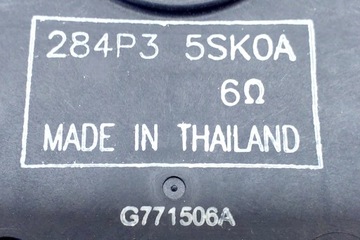 284P3 5SK0A
6Ω
MADE IN THAILAND
G771506A